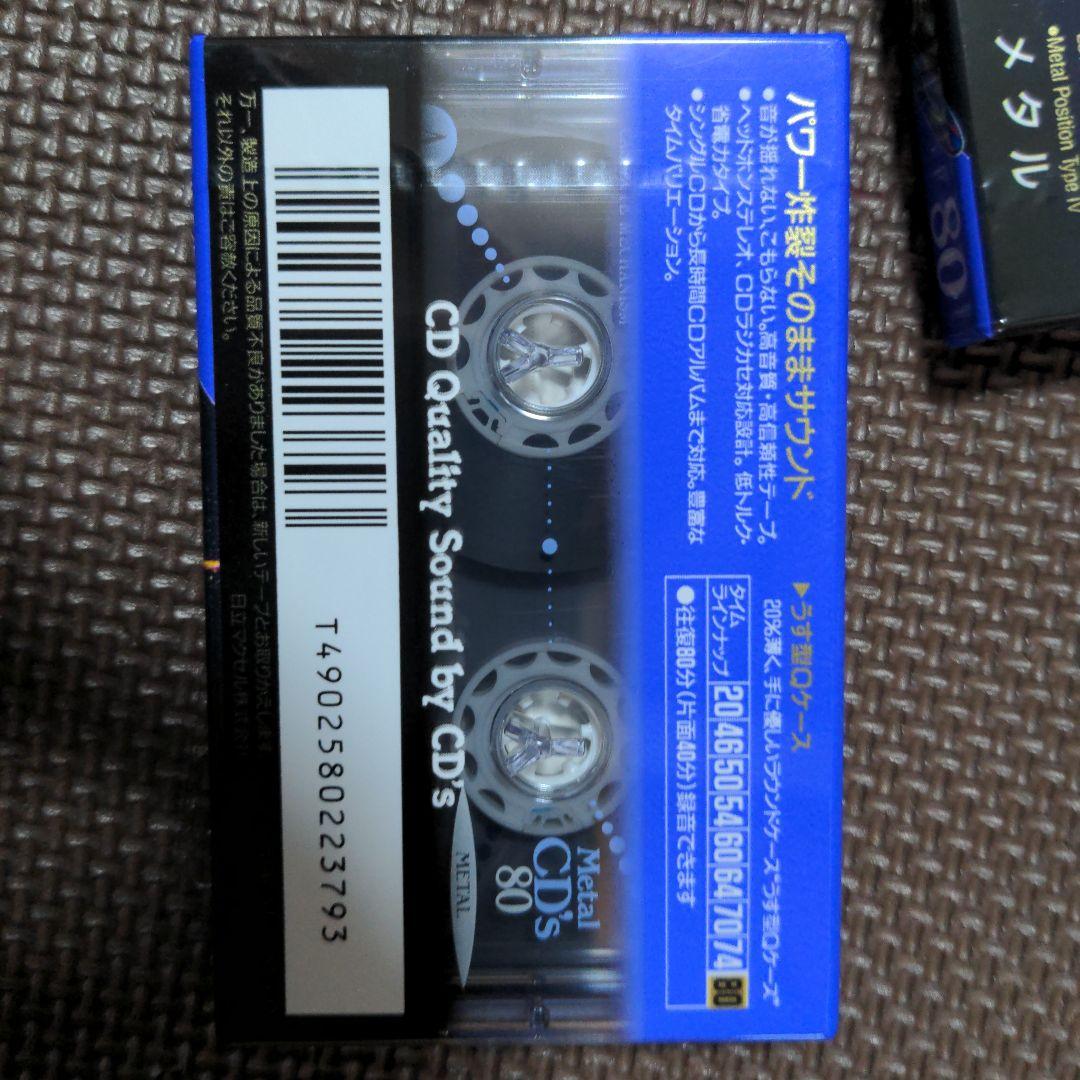 パワー炸裂そのままサウンド
●音が揺れない、こもらない。高音質・高信頼性テープ。
●ヘッドホンステレオ、CDラジカセ対応設計。低トルク・
省電力タイプ。
●シングルCDから長時間CDアルバムまで対応。豊富な
タイムバリエーション。
▶うす型Qケース
20%薄く、手に優しいラウンドケース“うす型Qケース”
タイム
ラインナップ
20 46 50 54 60 64 70 74 80
●往復80分(片面40分)録音できます
Metal
CD's
80
METAL
CD Quality Sound by CD's
T4902580223793
万一、製造上の原因による品質不良がありました場合は、新しいテープとお取りかえします
それ以外の責はご容赦ください。
日立マクセル株式会社
●Metal Position Type IV
メタル
80